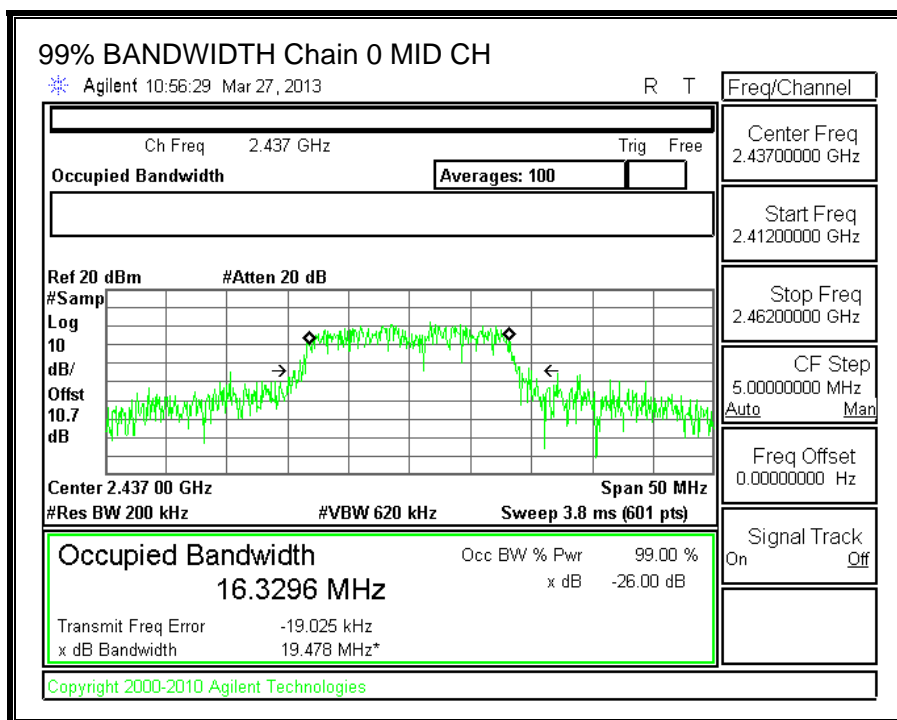 99% BANDWIDTH Chain 0 MID CH
Agilent 10:56:29 Mar 27, 2013 R T
Freq/Channel
Ch Freq 2.437 GHz Trig Free
Occupied Bandwidth Averages: 100
Center Freq
2.43700000 GHz
Start Freq
2.41200000 GHz
Stop Freq
2.46200000 GHz
CF Step
5.00000000 MHz
Auto Man
Freq Offset
0.00000000 Hz
Signal Track
On Off
Ref 20 dBm #Atten 20 dB
#Samp
Log
10
dB/
Offst
10.7
dB
Center 2.437 00 GHz Span 50 MHz
#Res BW 200 kHz #VBW 620 kHz Sweep 3.8 ms (601 pts)
Occupied Bandwidth Occ BW % Pwr 99.00 %
16.3296 MHz x dB -26.00 dB
Transmit Freq Error -19.025 kHz
x dB Bandwidth 19.478 MHz*
Copyright 2000-2010 Agilent Technologies